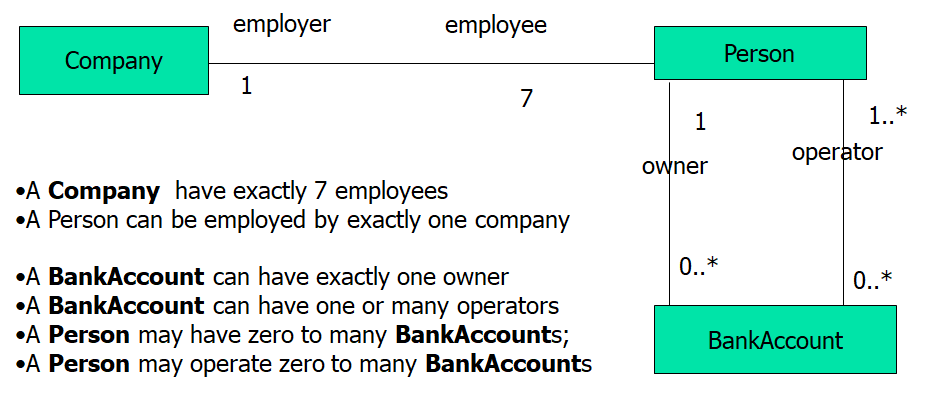 employer employee
Company Person
1 7
1 1..*
owner operator
•A Company have exactly 7 employees
•A Person can be employed by exactly one company
•A BankAccount can have exactly one owner
•A BankAccount can have one or many operators
•A Person may have zero to many BankAccounts;
•A Person may operate zero to many BankAccounts
0..* 0..*
BankAccount